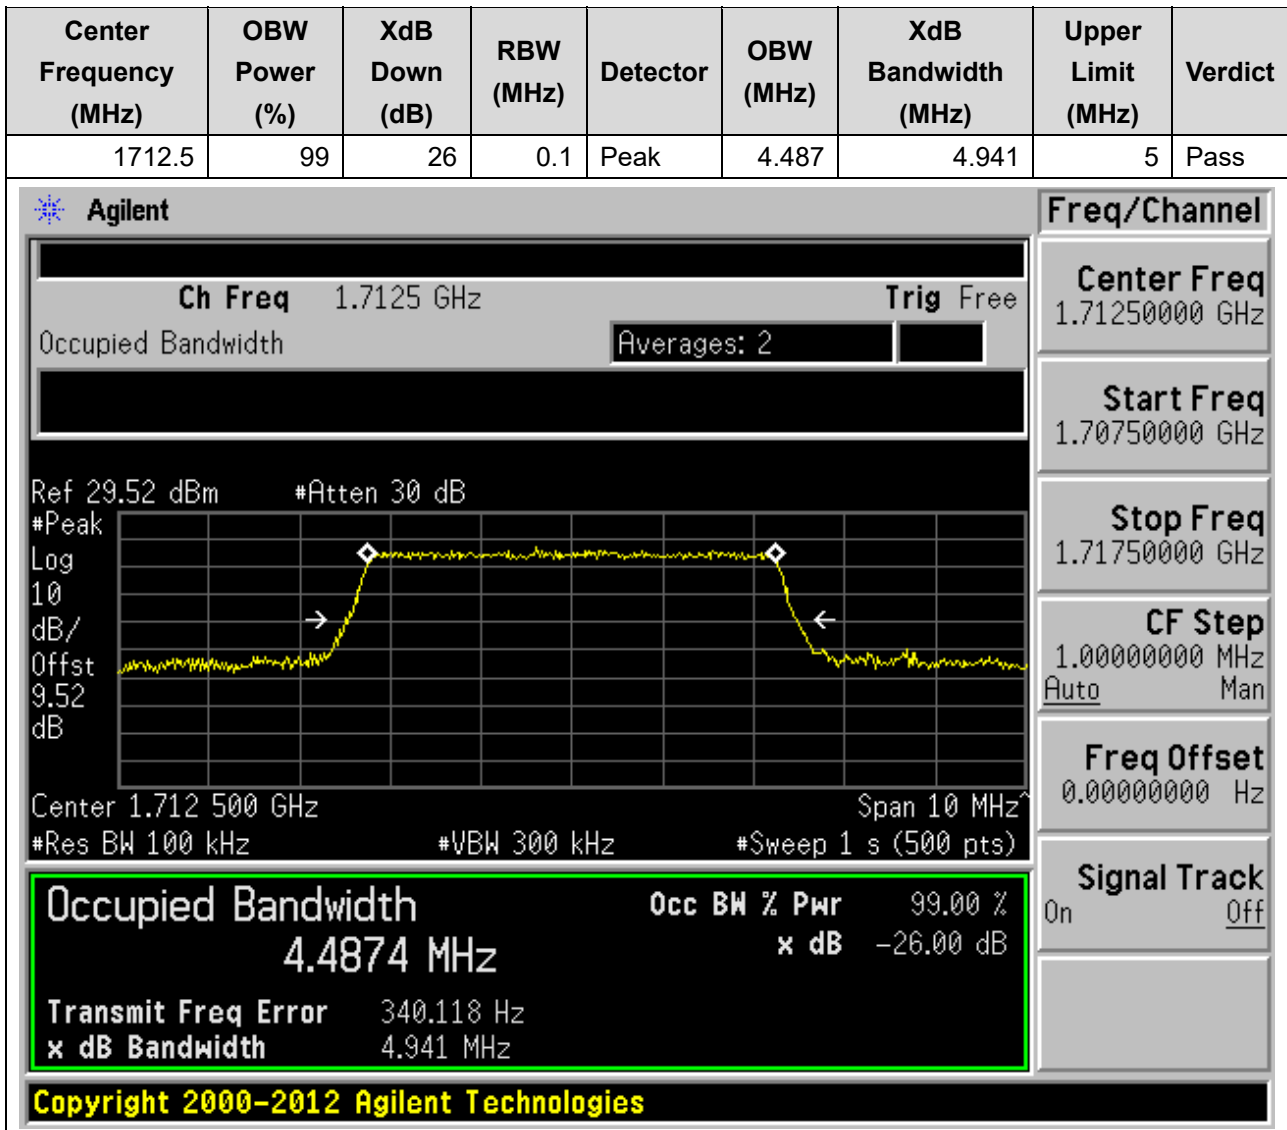 Center Frequency (MHz) OBW Power (%) XdB Down (dB) RBW (MHz) Detector OBW (MHz) XdB Bandwidth (MHz) Upper Limit (MHz) Verdict
1712.5 99 26 0.1 Peak 4.487 4.941 5 Pass
Agilent
Freq/Channel
Ch Freq 1.7125 GHz Trig Free
Occupied Bandwidth Averages: 2
Center Freq
1.71250000 GHz
Start Freq
1.70750000 GHz
Stop Freq
1.71750000 GHz
CF Step
1.00000000 MHz
Auto Man
Freq Offset
0.00000000 Hz
Signal Track
On Off
Ref 29.52 dBm #Atten 30 dB
#Peak
Log
10
dB/
Offst
9.52
dB
Center 1.712 500 GHz Span 10 MHz^
#Res BW 100 kHz #VBW 300 kHz #Sweep 1 s (500 pts)
Occupied Bandwidth Occ BW % Pwr 99.00 %
4.4874 MHz x dB -26.00 dB
Transmit Freq Error 340.118 Hz
x dB Bandwidth 4.941 MHz
Copyright 2000-2012 Agilent Technologies